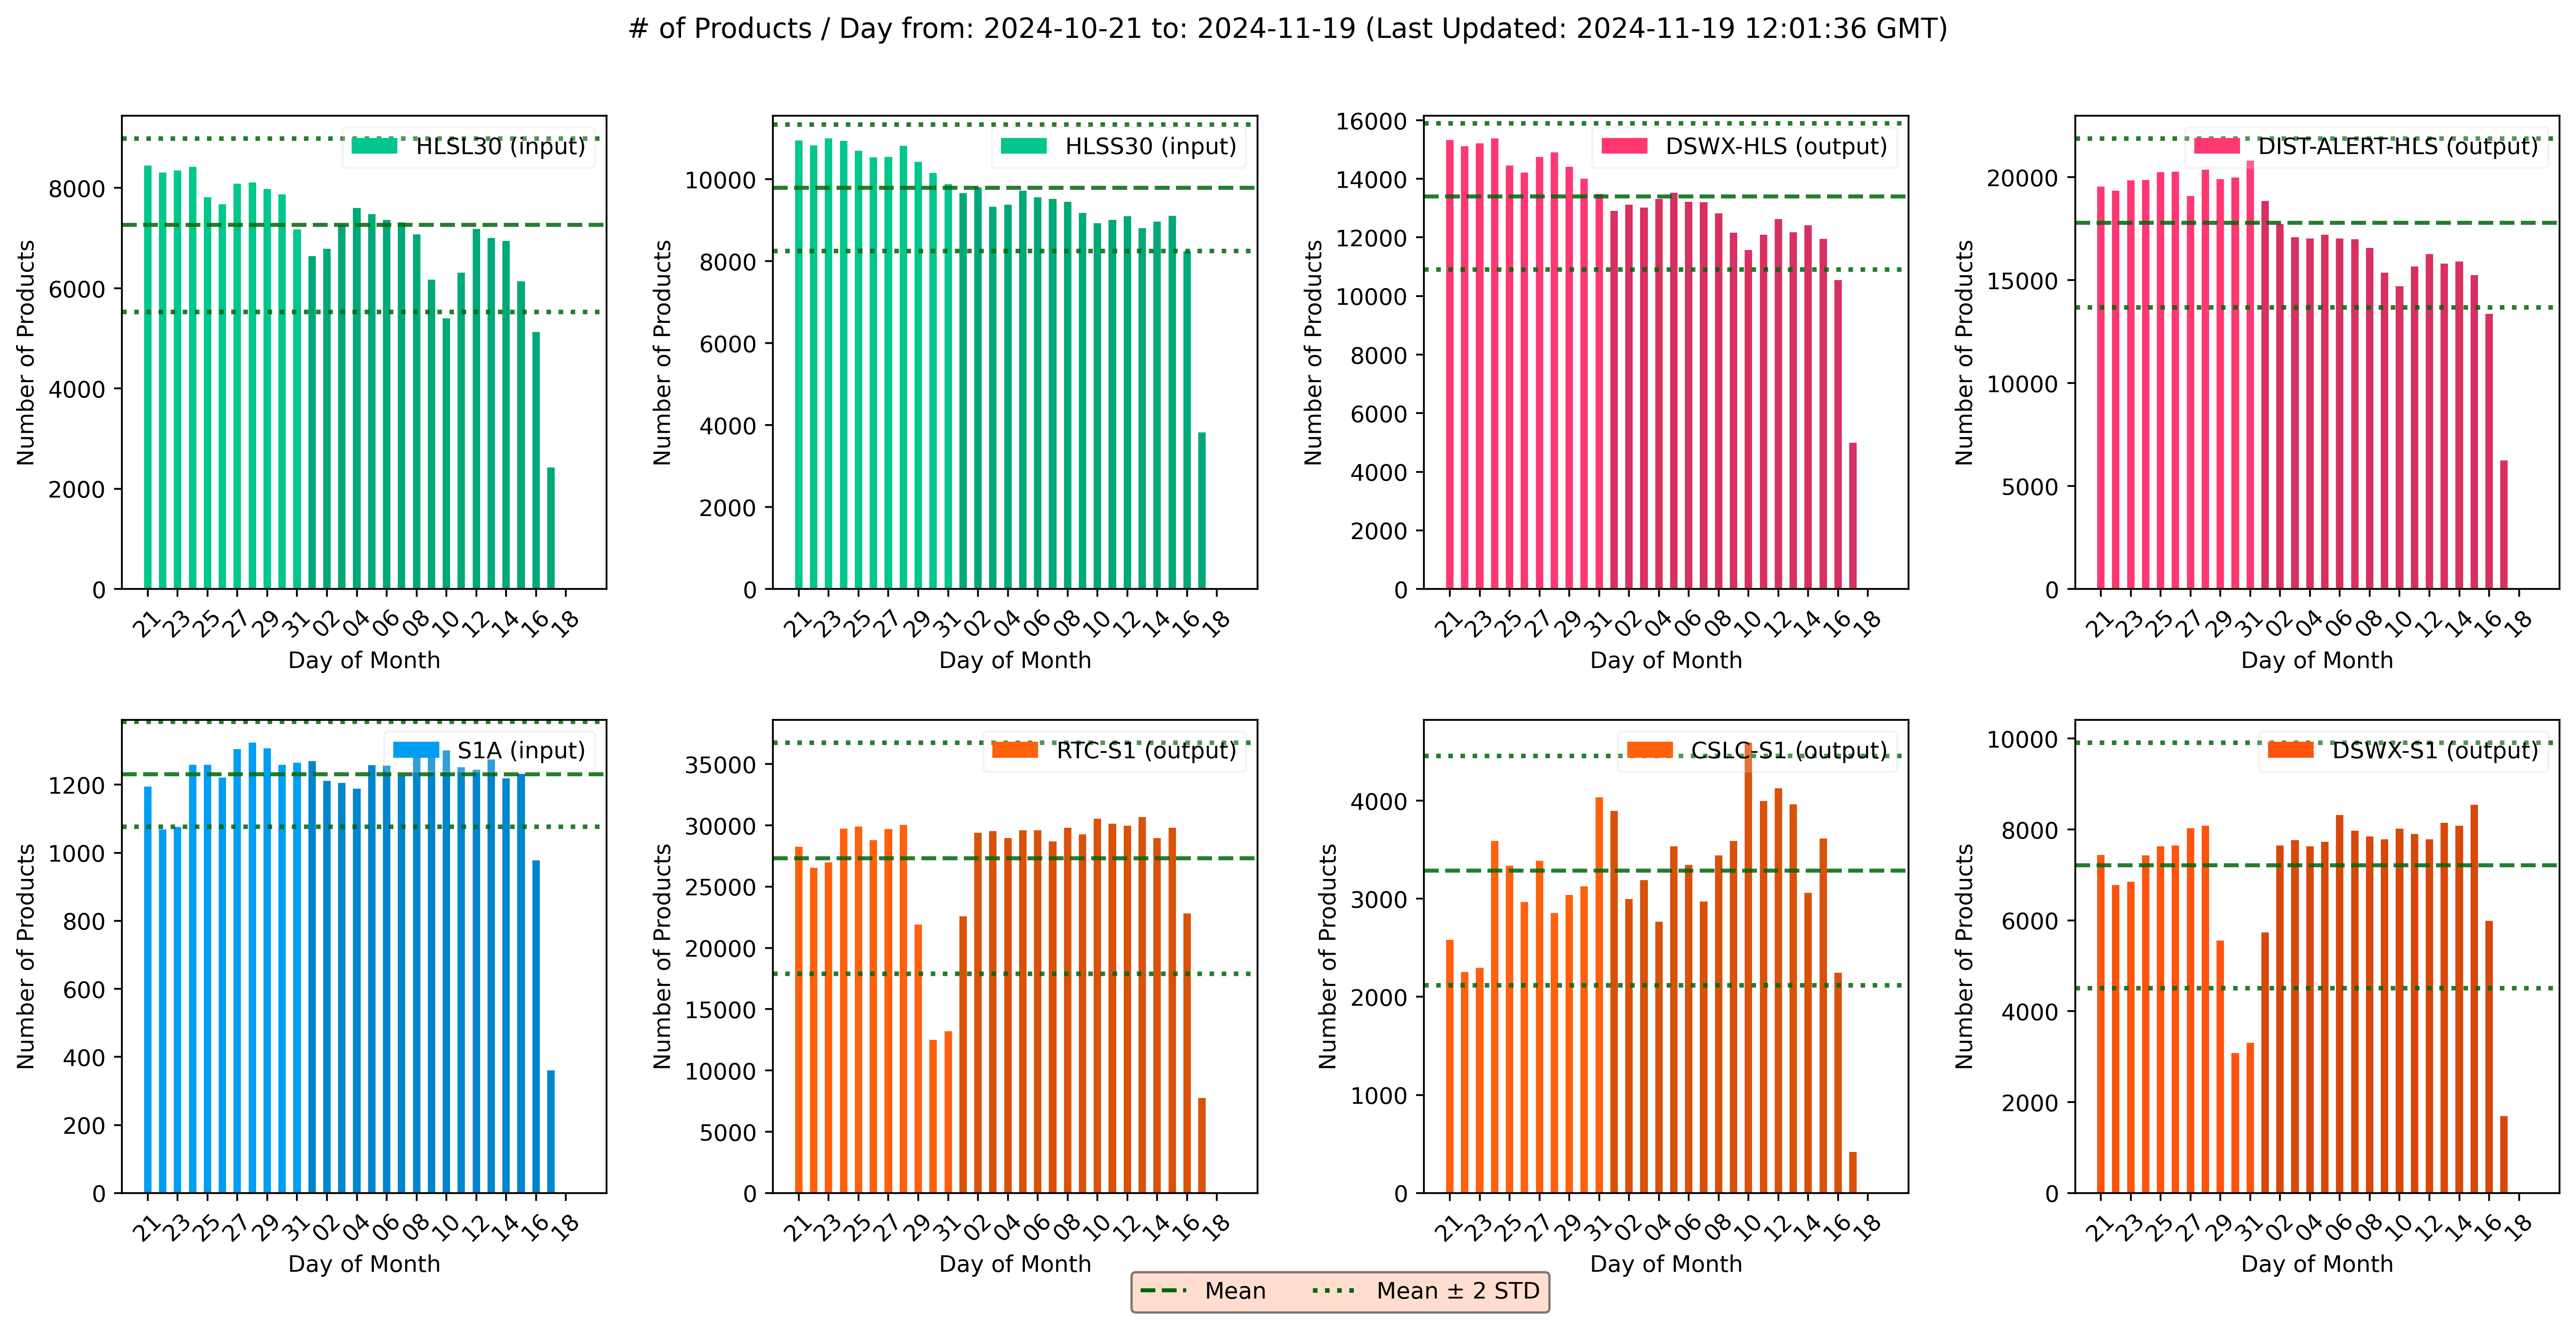 # of Products / Day from: 2024-10-21 to: 2024-11-19 (Last Updated: 2024-11-19 12:01:36 GMT)
HLSL30 (input)
Number of Products
8000
6000
4000
2000
0
21 23 25 27 29 31 02 04 06 08 10 12 14 16 18
Day of Month
HLSS30 (input)
Number of Products
10000
8000
6000
4000
2000
0
21 23 25 27 29 31 02 04 06 08 10 12 14 16 18
Day of Month
DSWX-HLS (output)
Number of Products
16000
14000
12000
10000
8000
6000
4000
2000
0
21 23 25 27 29 31 02 04 06 08 10 12 14 16 18
Day of Month
DIST-ALERT-HLS (output)
Number of Products
20000
15000
10000
5000
0
21 23 25 27 29 31 02 04 06 08 10 12 14 16 18
Day of Month
S1A (input)
Number of Products
1200
1000
800
600
400
200
0
21 23 25 27 29 31 02 04 06 08 10 12 14 16 18
Day of Month
RTC-S1 (output)
Number of Products
35000
30000
25000
20000
15000
10000
5000
0
21 23 25 27 29 31 02 04 06 08 10 12 14 16 18
Day of Month
CSLC-S1 (output)
Number of Products
4000
3000
2000
1000
0
21 23 25 27 29 31 02 04 06 08 10 12 14 16 18
Day of Month
DSWX-S1 (output)
Number of Products
10000
8000
6000
4000
2000
0
21 23 25 27 29 31 02 04 06 08 10 12 14 16 18
Day of Month
Mean
Mean ± 2 STD